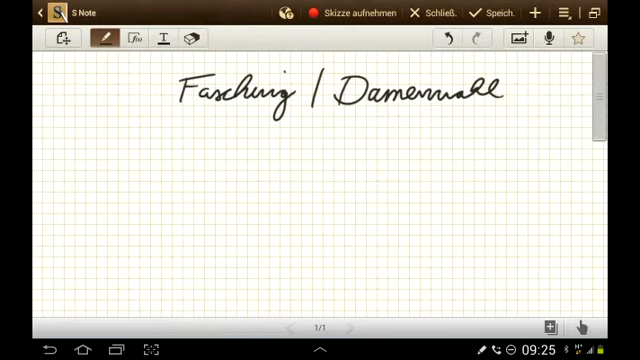 S Note
Skizze aufnehmen
Schließ.
Speich.
f(x)
T
Fasching / Damenwahl
1/1
09:25